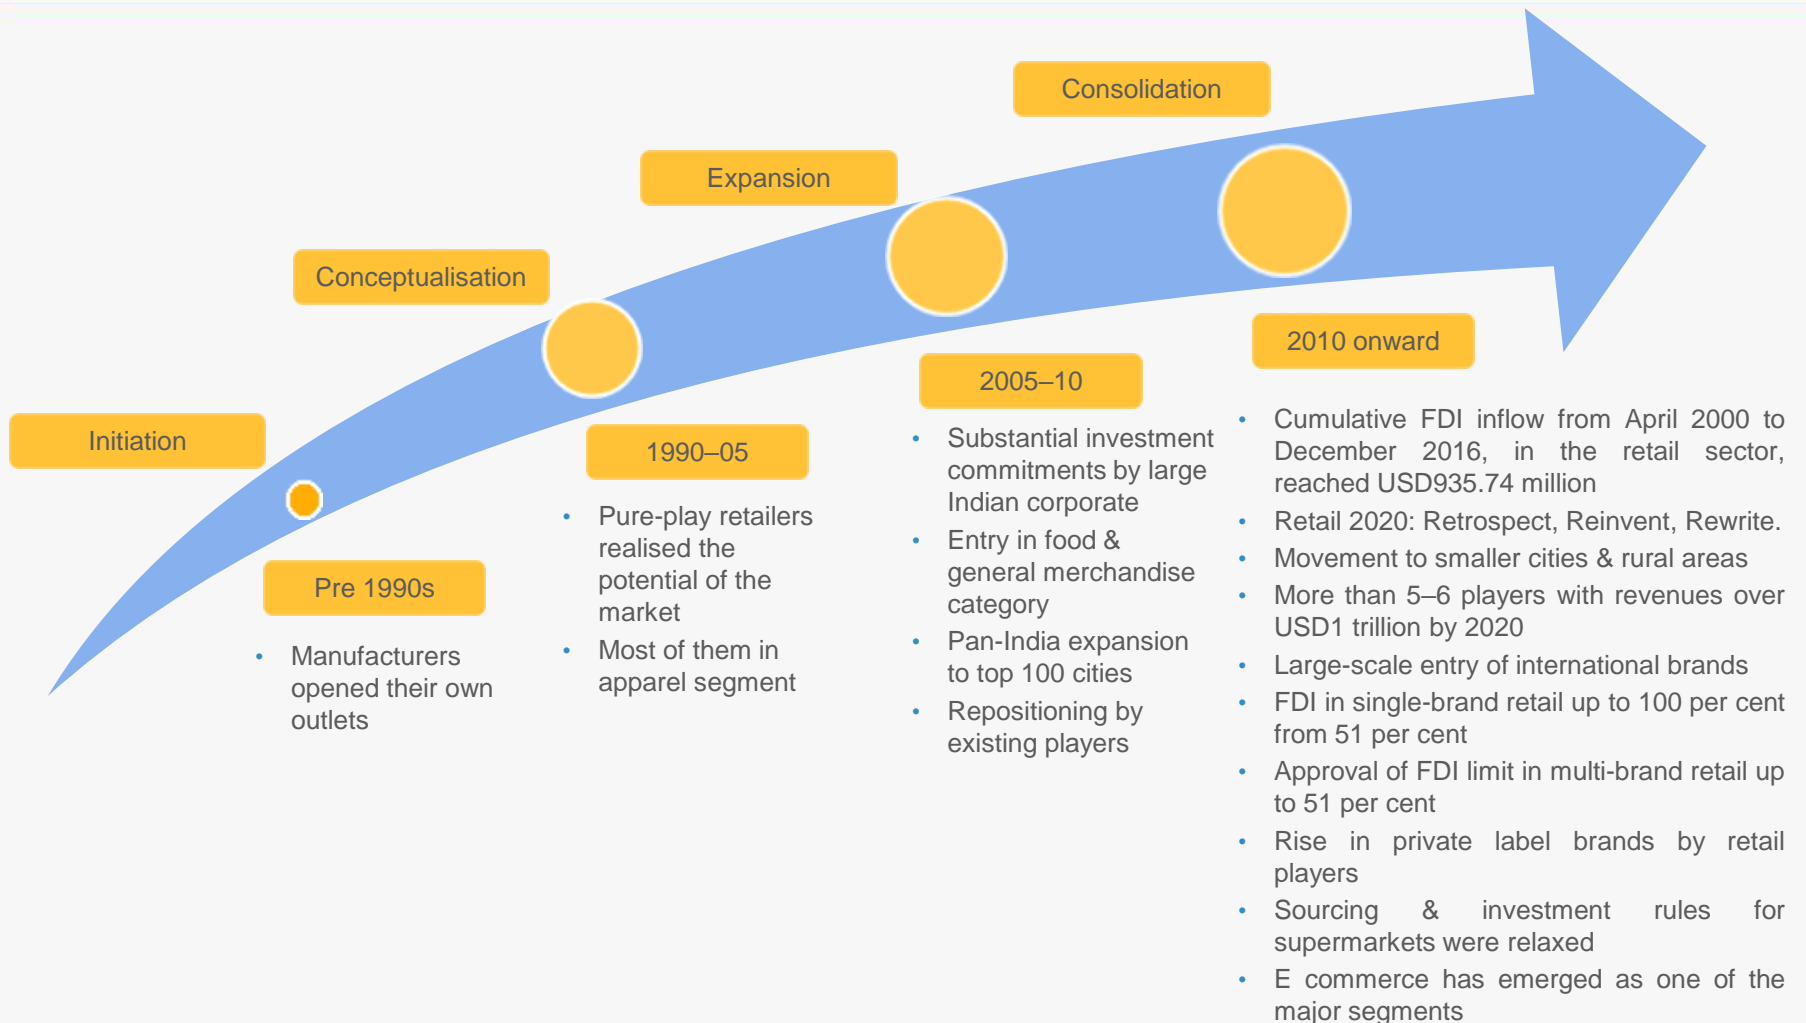 Consolidation
Expansion
Conceptualisation
Initiation
Pre 1990s
• Manufacturers
opened their own
outlets
1990–05
• Pure-play retailers
realised the
potential of the
market
• Most of them in
apparel segment
2005–10
• Substantial investment
commitments by large
Indian corporate
• Entry in food &
general merchandise
category
• Pan-India expansion
to top 100 cities
• Repositioning by
existing players
2010 onward
• Cumulative FDI inflow from April 2000 to
December 2016, in the retail sector,
reached USD935.74 million
• Retail 2020: Retrospect, Reinvent, Rewrite.
• Movement to smaller cities & rural areas
• More than 5–6 players with revenues over
USD1 trillion by 2020
• Large-scale entry of international brands
• FDI in single-brand retail up to 100 per cent
from 51 per cent
• Approval of FDI limit in multi-brand retail up
to 51 per cent
• Rise in private label brands by retail
players
• Sourcing & investment rules for
supermarkets were relaxed
• E commerce has emerged as one of the
major segments